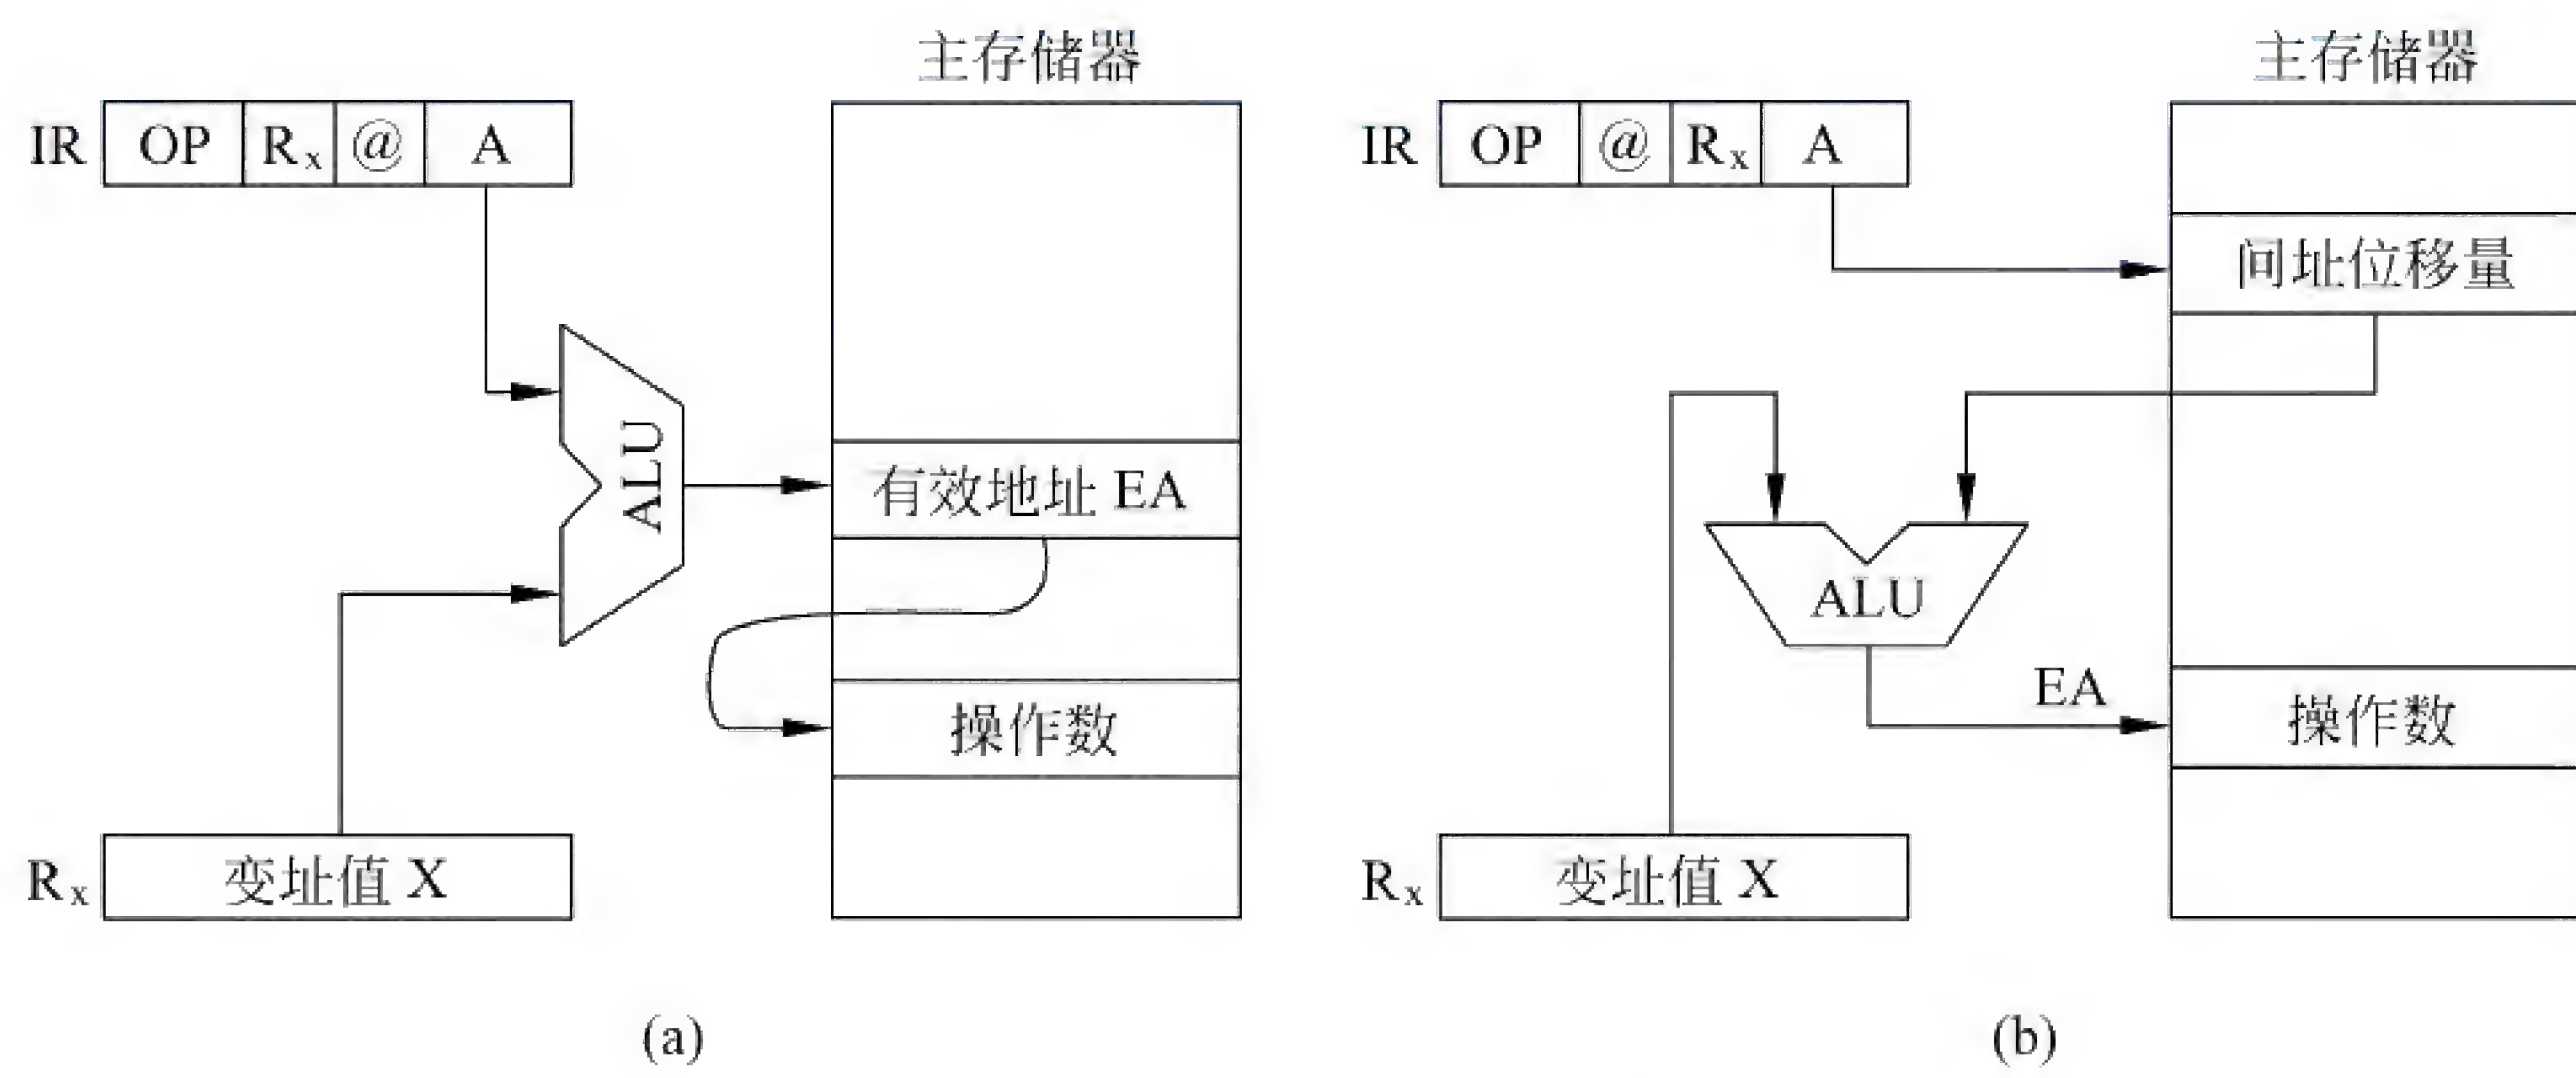 主存储器
IR OP Rx @ A
ALU
有效地址 EA
操作数
Rx 变址值 X
(a)
主存储器
IR OP @ Rx A
间址位移量
ALU
EA
操作数
Rx 变址值 X
(b)